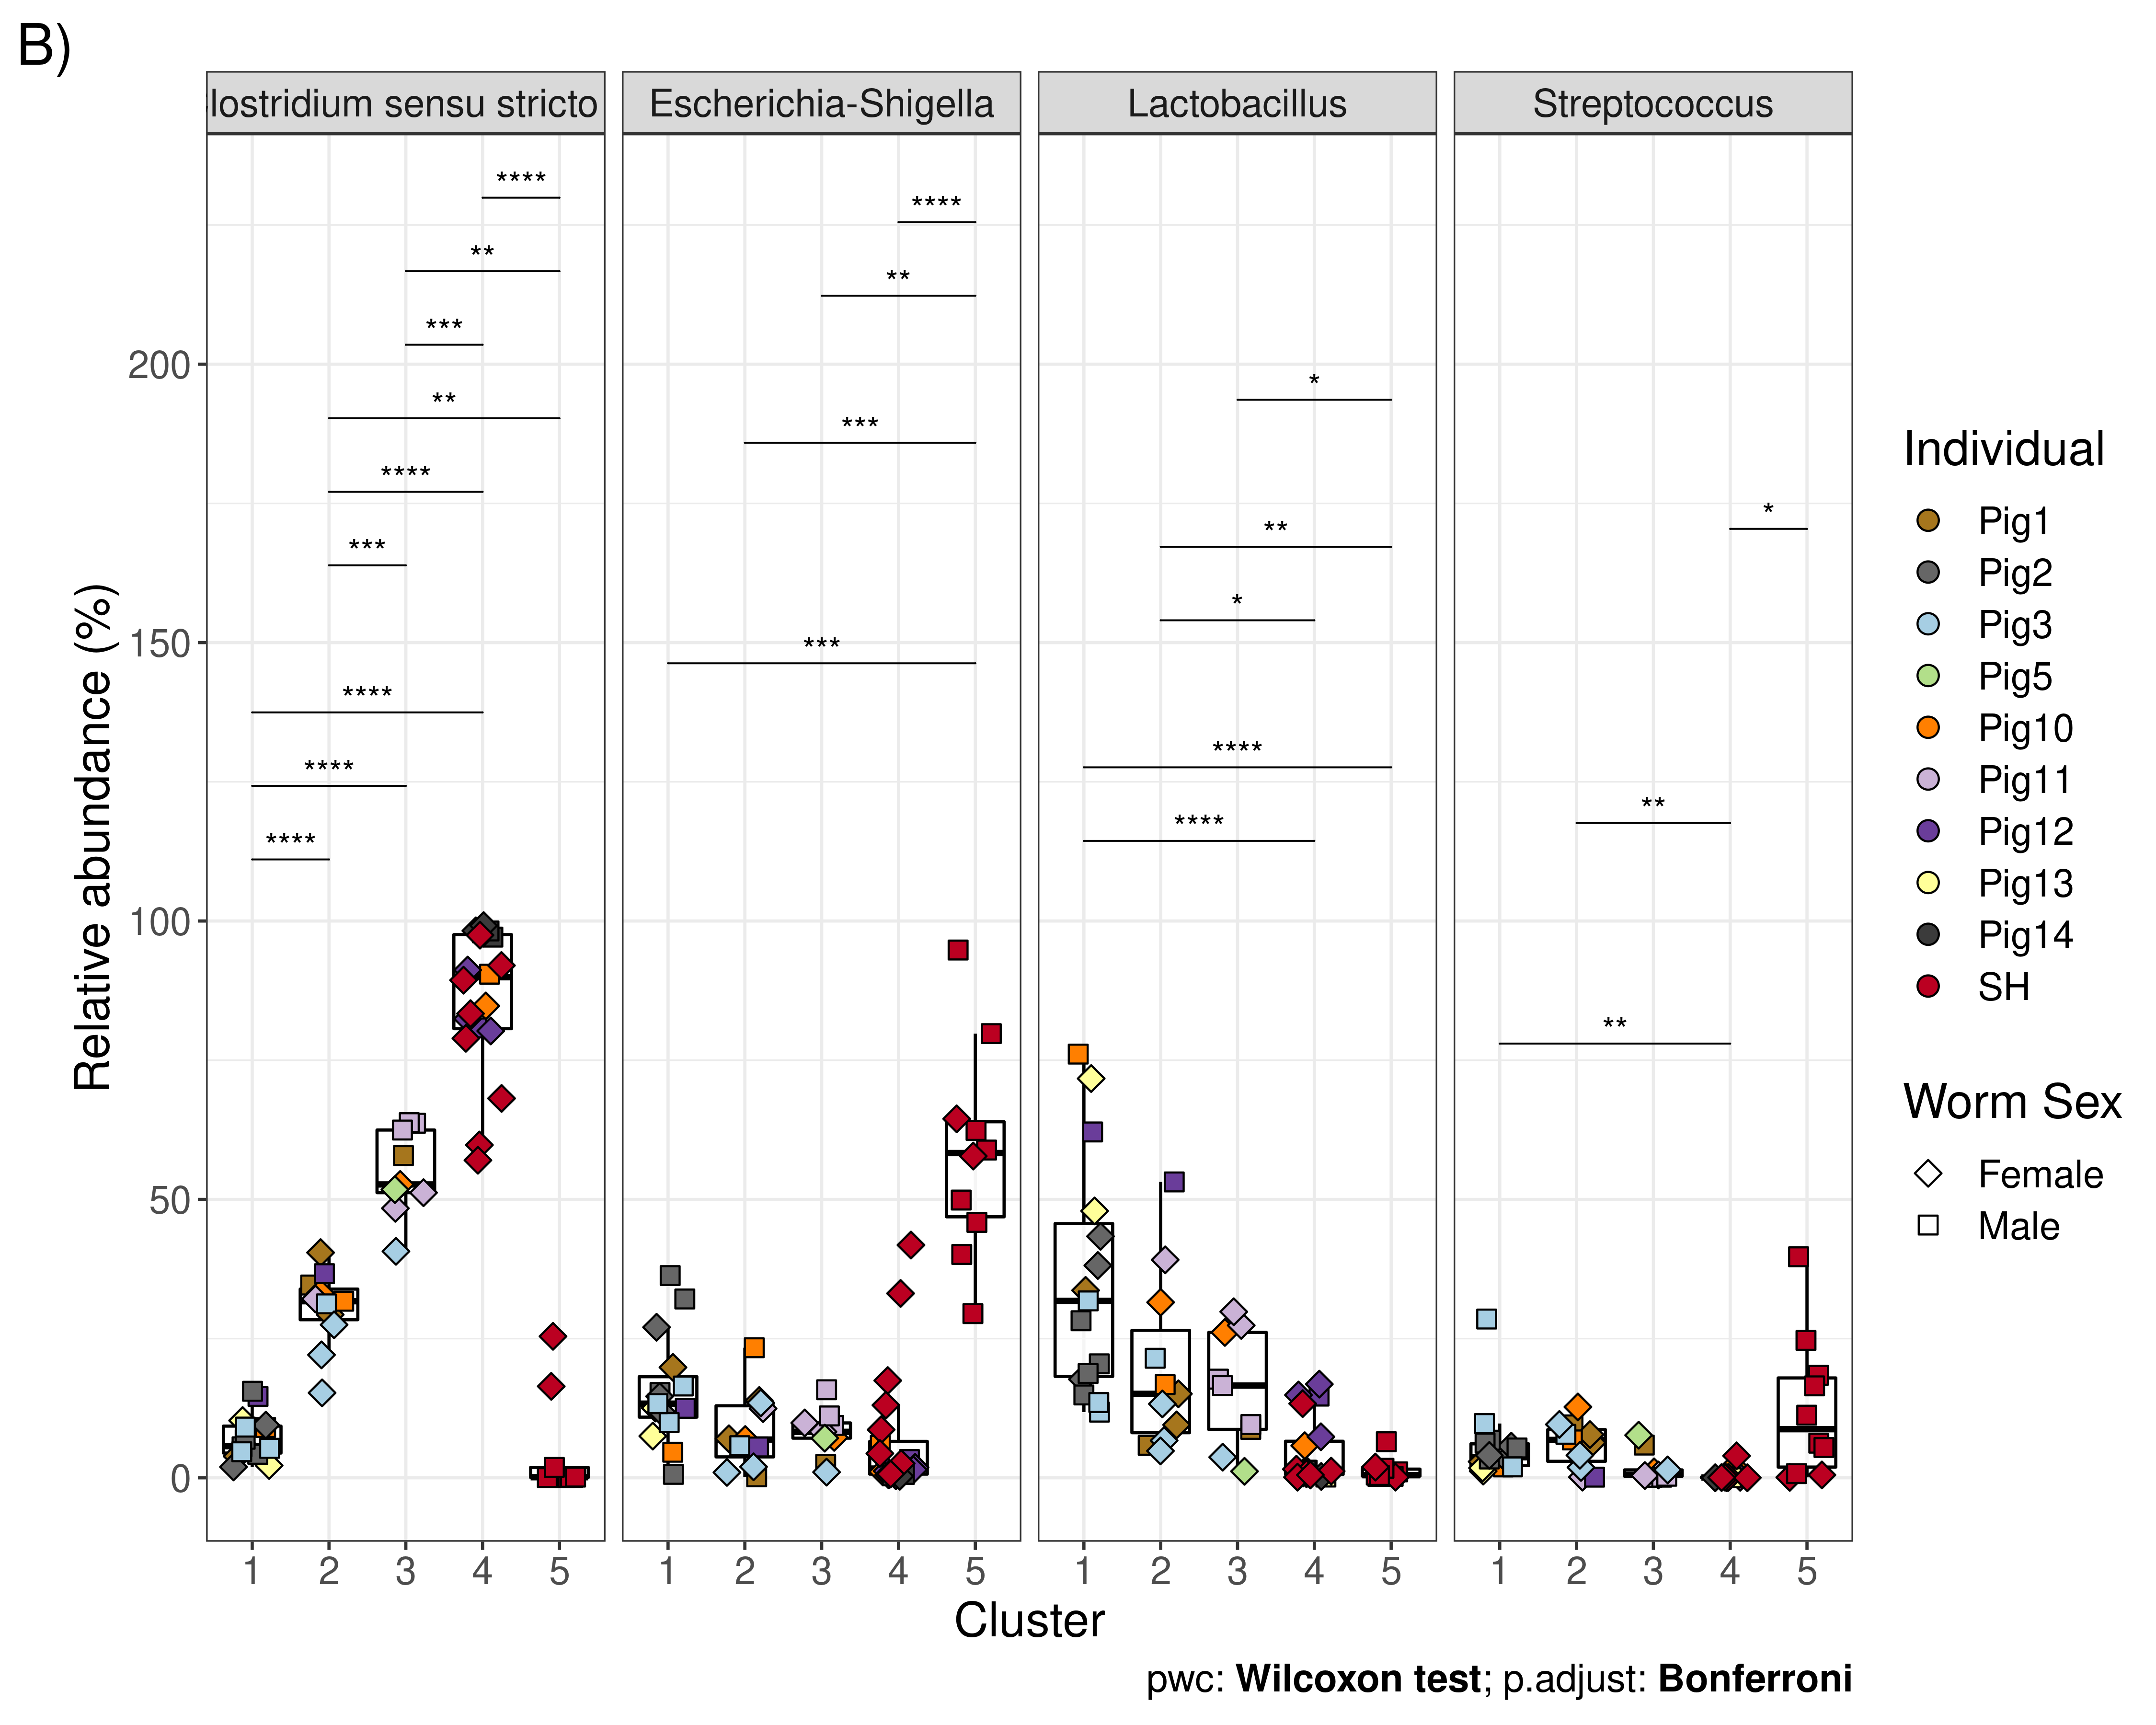 B)
lostridium sensu stricto
Escherichia-Shigella
Lactobacillus
Streptococcus
****
**
***
**
****
***
****
****
****
****
**
***
***
*
**
*
****
****
*
**
**
Relative abundance (%)
200
150
100
50
0
1 2 3 4 5
1 2 3 4 5
1 2 3 4 5
1 2 3 4 5
Cluster
pwc: Wilcoxon test; p.adjust: Bonferroni
Individual
Pig1
Pig2
Pig3
Pig5
Pig10
Pig11
Pig12
Pig13
Pig14
SH
Worm Sex
Female
Male